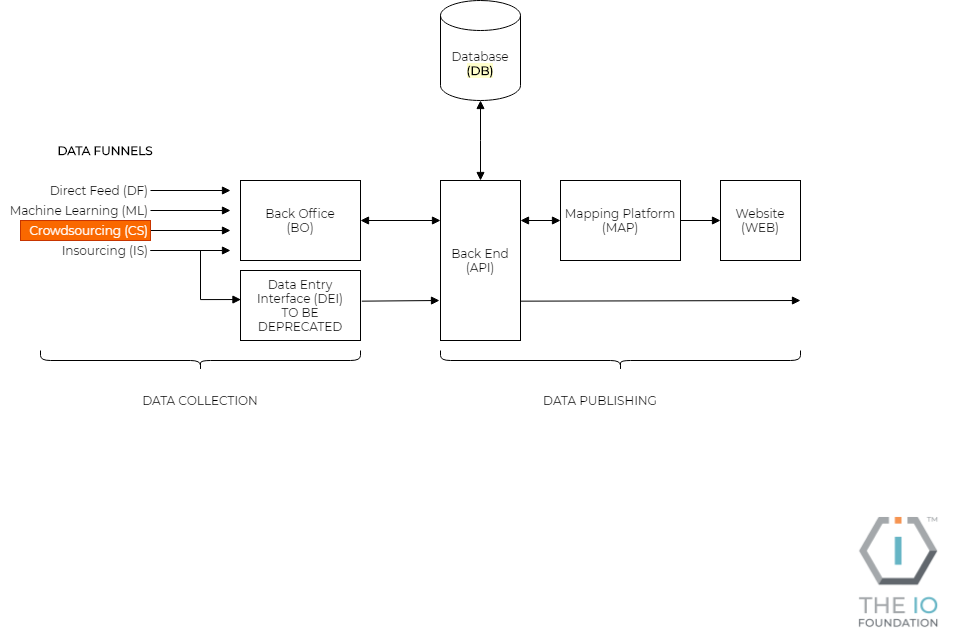 Database
(DB)
DATA FUNNELS
Direct Feed (DF)
Machine Learning (ML)
Crowdsourcing (CS)
Insourcing (IS)
Back Office
(BO)
Data Entry
Interface (DEI)
TO BE
DEPRECATED
Back End
(API)
Mapping Platform
(MAP)
Website
(WEB)
DATA COLLECTION
DATA PUBLISHING
TM
THE IO
FOUNDATION